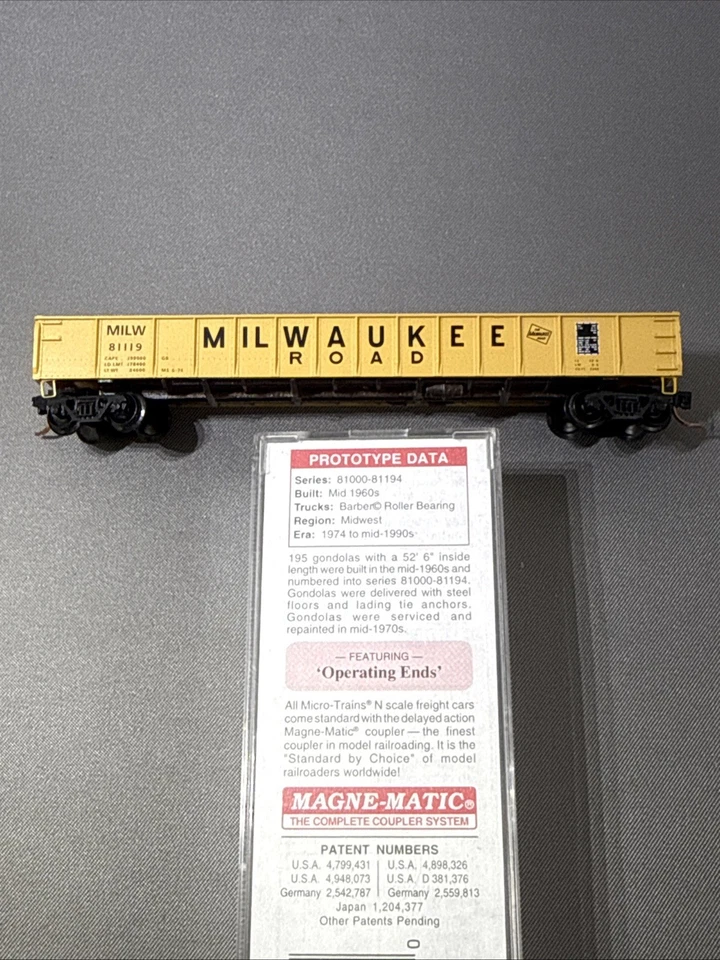 MILW
81119
MILWAUKEE
ROAD
PROTOTYPE DATA
Series: 81000-81194
Built: Mid 1960s
Trucks: Barber© Roller Bearing
Region: Midwest
Era: 1974 to mid-1990s
195 gondolas with a 52' 6" inside
length were built in the mid-1960s and
numbered into series 81000-81194.
Gondolas were delivered with steel
floors and lading tie anchors.
Gondolas were serviced and
repainted in mid-1970s.
— FEATURING —
'Operating Ends'
All Micro-Trains® N scale freight cars
come standard with the delayed action
Magne-Matic® coupler — the finest
coupler in model railroading. It is the
"Standard by Choice" of model
railroaders worldwide!
MAGNE-MATIC®
THE COMPLETE COUPLER SYSTEM
PATENT NUMBERS
U.S.A. 4,799,431 | U.S.A. 4,898,326
U.S.A. 4,948,073 | U.S.A. D 381,376
Germany 2,542,787 | Germany 2,559,813
Japan 1,204,377
Other Patents Pending